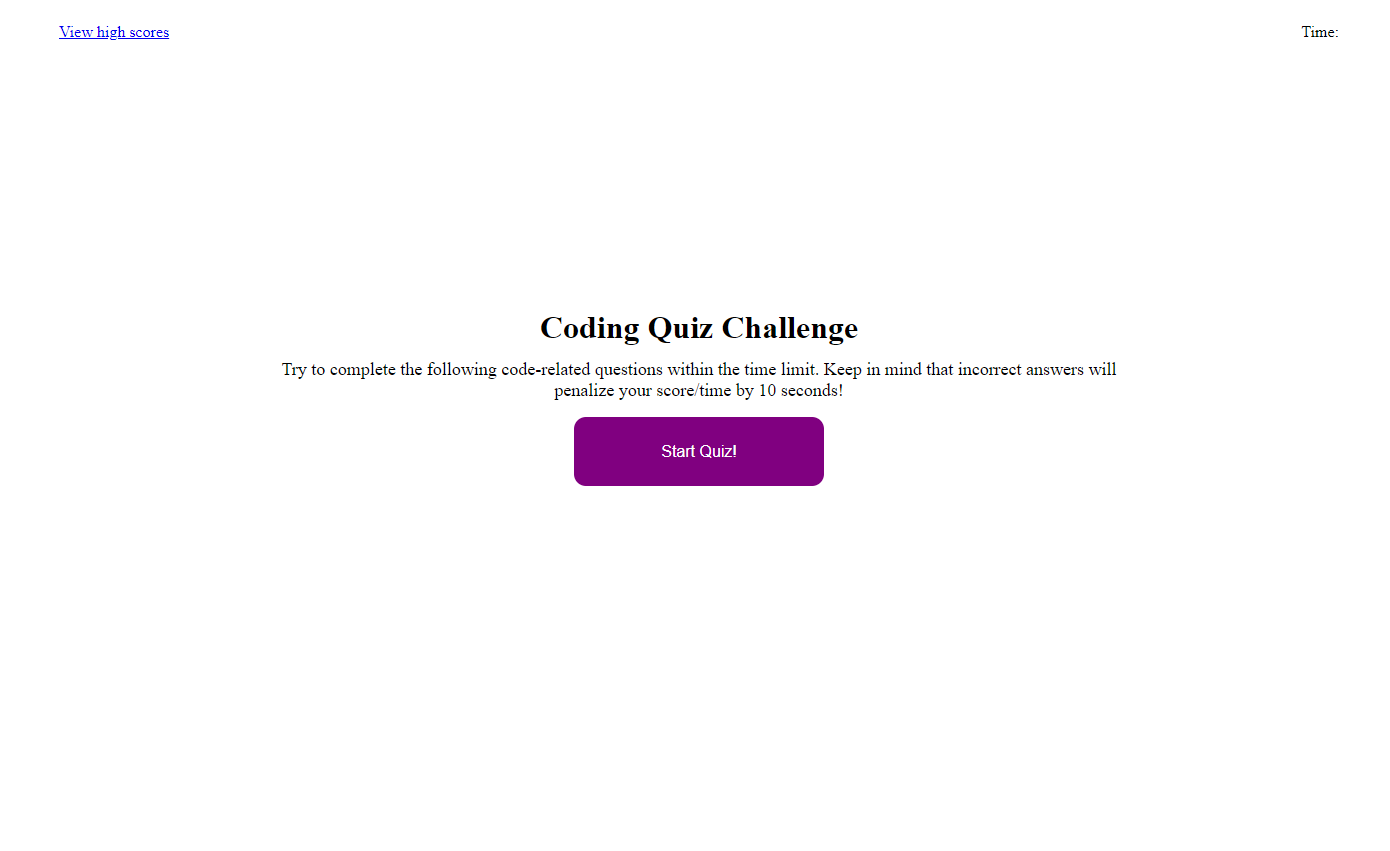 View high scores
Time:
Coding Quiz Challenge
Try to complete the following code-related questions within the time limit. Keep in mind that incorrect answers will
penalize your score/time by 10 seconds!
Start Quiz!